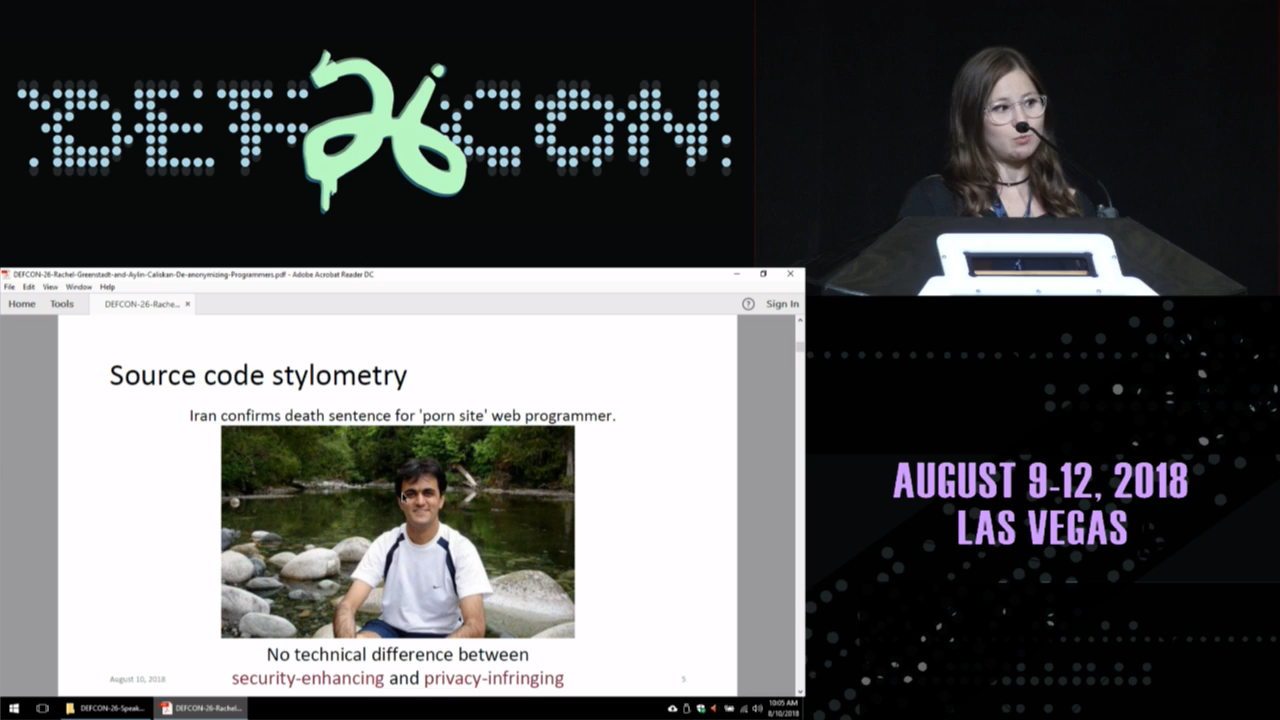 DEF CON
26
DEFCON-26-Rachel-Greenstadt-and-Aylin-Caliskan-De-anonymizing-Programmers.pdf - Adobe Acrobat Reader DC
File Edit View Window Help
Home Tools DEFCON-26-Rache... × Sign In
Source code stylometry
Iran confirms death sentence for 'porn site' web programmer.
No technical difference between
security-enhancing and privacy-infringing
August 10, 2018 5
DEFCON-26-Speak... DEFCON-26-Rachel... 10:05 AM
8/10/2018
AUGUST 9-12, 2018
LAS VEGAS